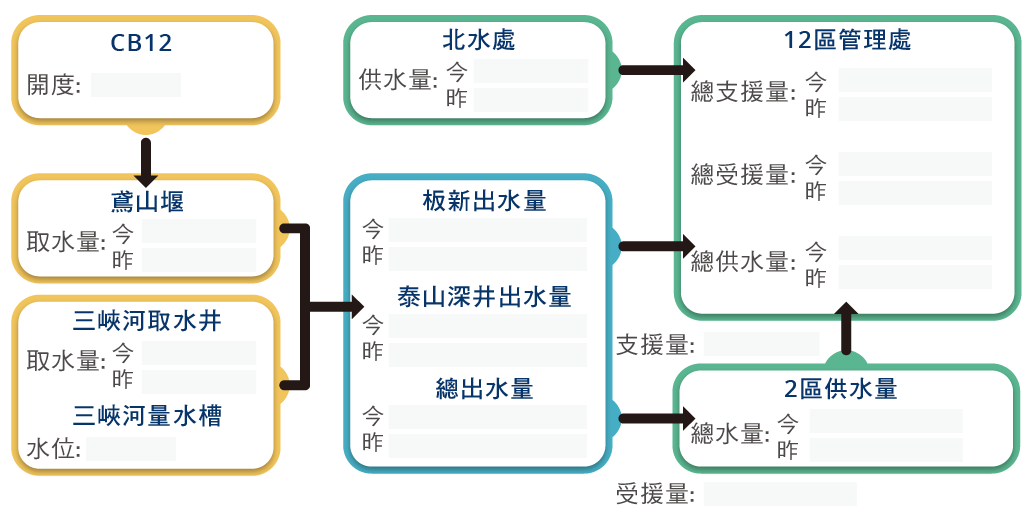 CB12
開度:
鳶山堰
取水量:
今
昨
三峽河取水井
取水量:
今
昨
三峽河量水槽
水位:
北水處
供水量:
今
昨
板新出水量
今
昨
泰山深井出水量
今
昨
總出水量
今
昨
12區管理處
總支援量:
今
昨
總受援量:
今
昨
總供水量:
今
昨
支援量:
2區供水量
總水量:
今
昨
受援量: